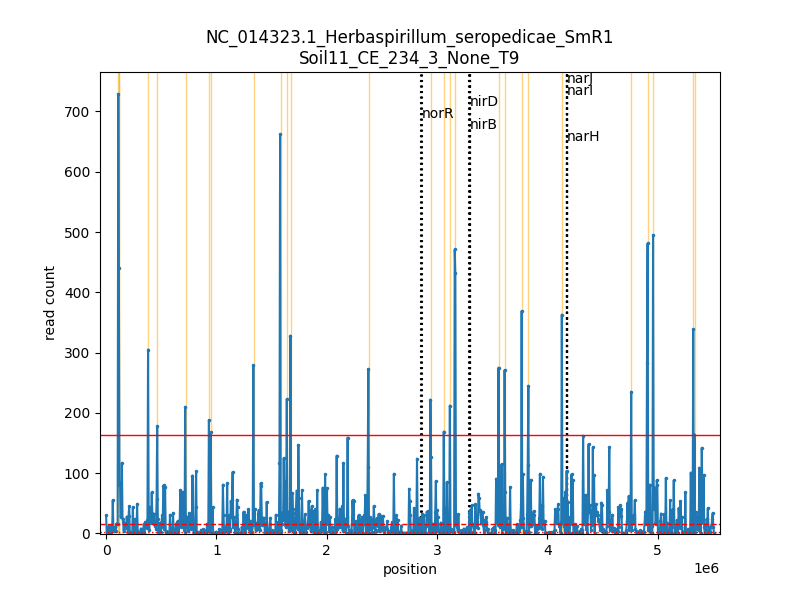 NC_014323.1_Herbaspirillum_seropedicae_SmR1
Soil11_CE_234_3_None_T9
narJ
narI
nirD
norR
nirB
narH
700
600
500
400
300
200
100
0
read count
0
1
2
3
4
5
1e6
position